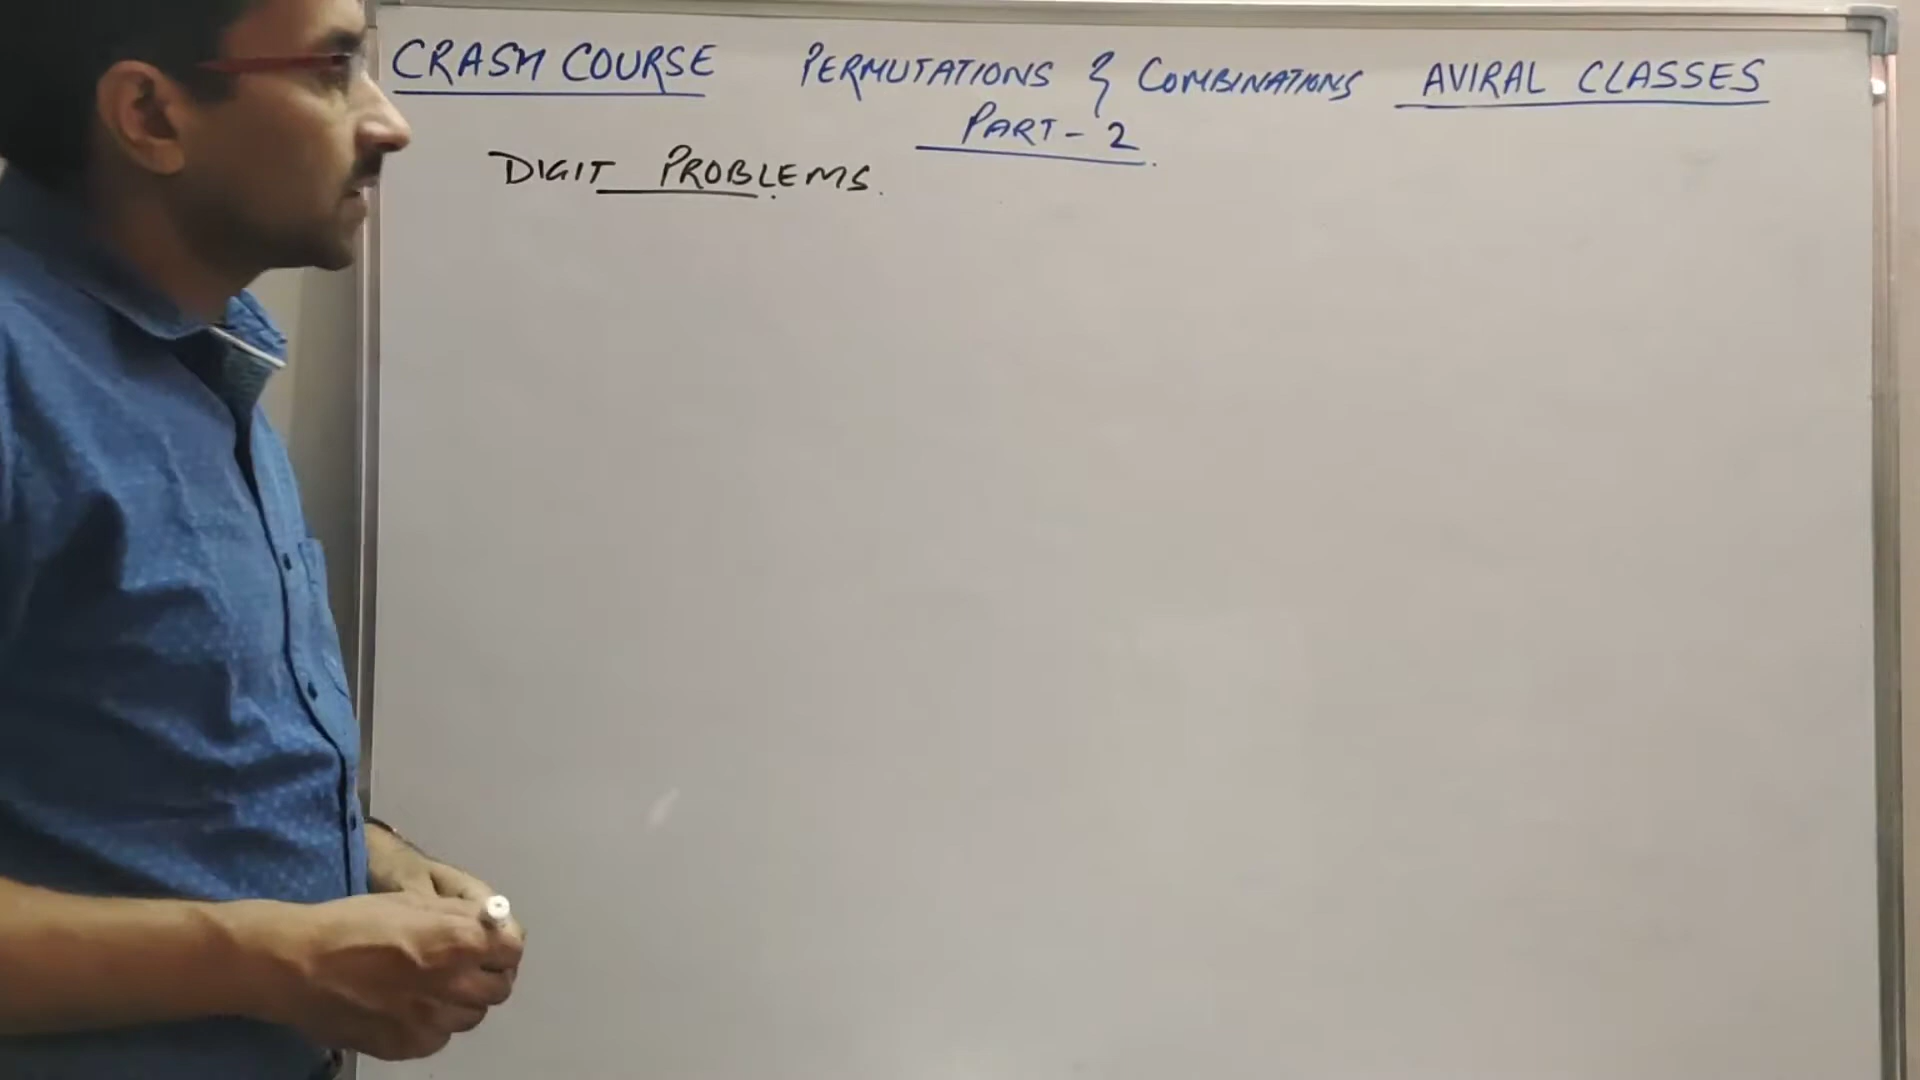 CRASH COURSE PERMUTATIONS & COMBINATIONS AVIRAL CLASSES
PART - 2
DIGIT PROBLEMS.